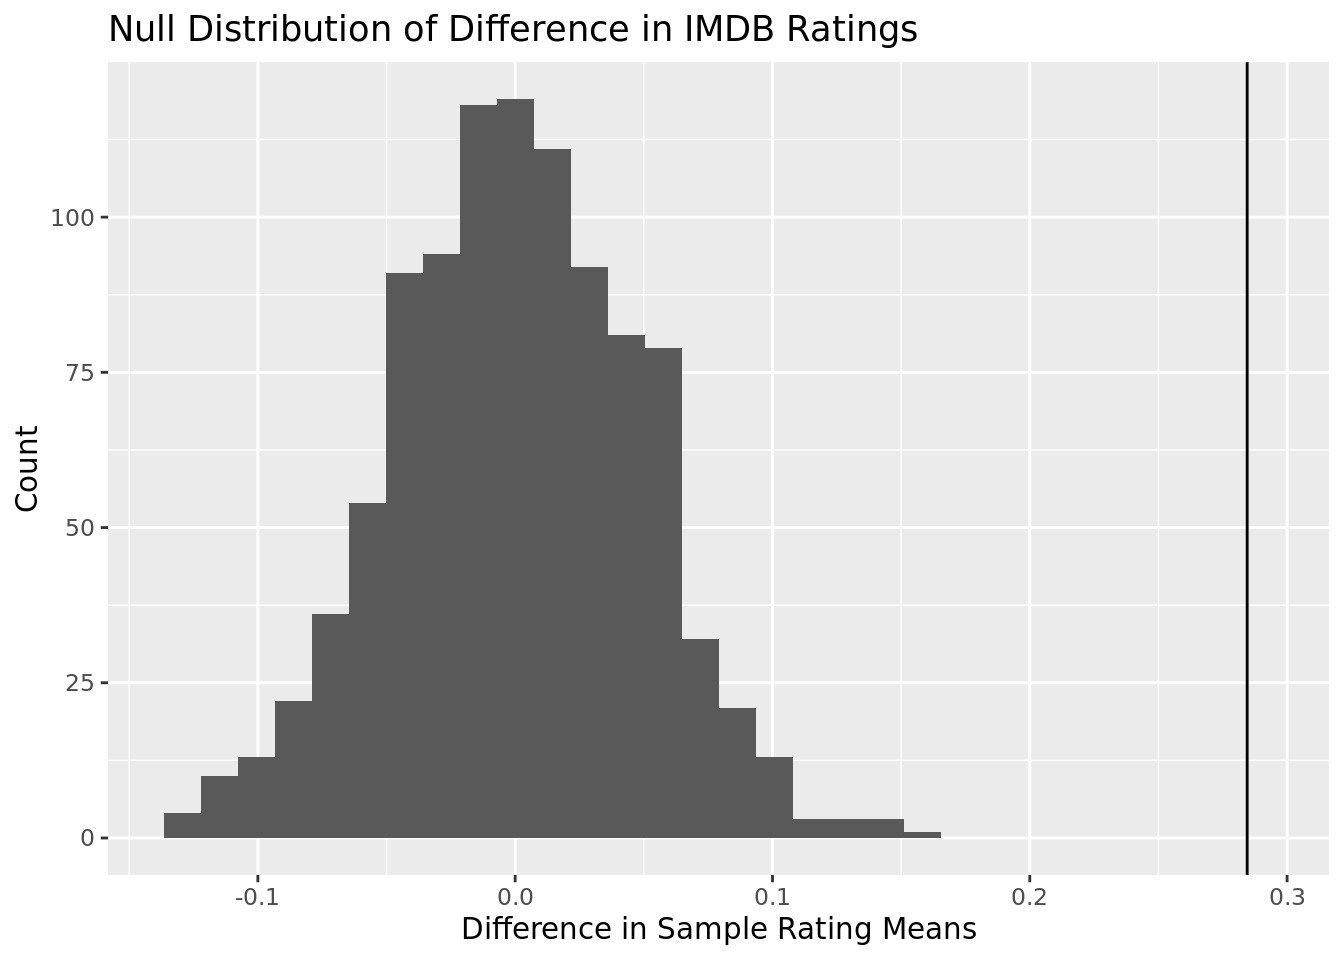 Null Distribution of Difference in IMDB Ratings
Count
100
75
50
25
0
-0.1 0.0 0.1 0.2 0.3
Difference in Sample Rating Means